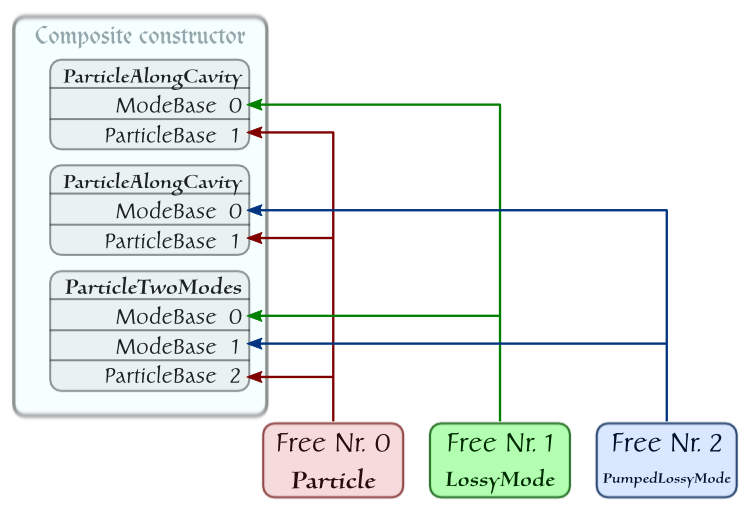 Composite constructor
ParticleAlongCavity
ModeBase 0
ParticleBase 1
ParticleAlongCavity
ModeBase 0
ParticleBase 1
ParticleTwoModes
ModeBase 0
ModeBase 1
ParticleBase 2
Free Nr. 0
Particle
Free Nr. 1
LossyMode
Free Nr. 2
PumpedLossyMode